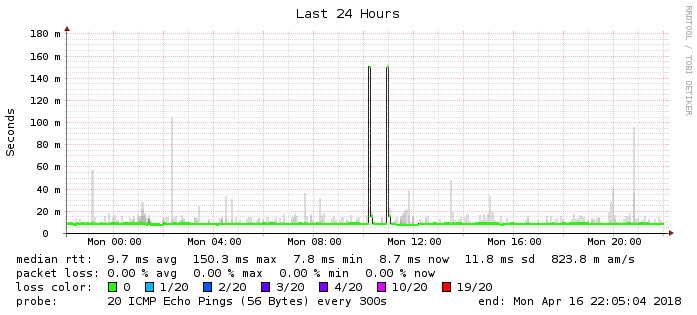 Last 24 Hours
RRDTOOL / TOBI OETIKER
Seconds
180 m
160 m
140 m
120 m
100 m
80 m
60 m
40 m
20 m
0
Mon 00:00 Mon 04:00 Mon 08:00 Mon 12:00 Mon 16:00 Mon 20:00
median rtt: 9.7 ms avg 150.3 ms max 7.8 ms min 8.7 ms now 11.8 ms sd 823.8 m am/s
packet loss: 0.00 % avg 0.00 % max 0.00 % min 0.00 % now
loss color: 0 1/20 2/20 3/20 4/20 10/20 19/20
probe: 20 ICMP Echo Pings (56 Bytes) every 300s end: Mon Apr 16 22:05:04 2018